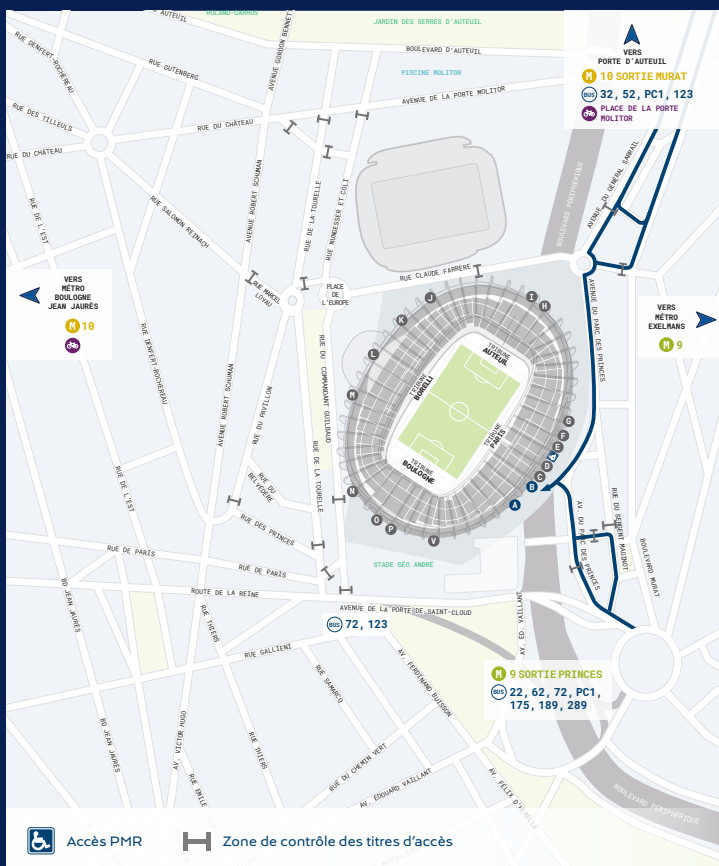 ROLAND-GARROS
D'AUTEUIL
JARDIN DES SERRES D'AUTEUIL
BOULEVARD D'AUTEUIL
PISCINE MOLITOR
AVENUE DE LA PORTE MOLITOR
AVENUE GORDON BENNETT
RUE DENFERT-ROCHEREAU
RUE GUTENBERG
RUE DES TILLEULS
RUE DU CHÂTEAU
RUE DU CHÂTEAU
VERS
PORTE D'AUTEUIL
M 10 SORTIE MURAT
BUS 32, 52, PC1, 123
PLACE DE LA PORTE
MOLITOR
AVENUE DU GENERAL SARRAIL
BOULEVARD PÉRIPHÉRIQUE
AVENUE ROBERT SCHUMAN
RUE DE LA TOURELLE
RUE NUNGESSER ET COLI
RUE DE L'EST
RUE SALOMON REINACH
RUE CLAUDE FARRERE
RUE MARCEL
LOYAU
PLACE
DE
L'EUROPE
VERS
MÉTRO
BOULOGNE
JEAN JAURÈS
M 10
VERS
MÉTRO
EXELMANS
M 9
AVENUE DU PARC DES PRINCES
RUE DENFERT-ROCHEREAU
AVENUE ROBERT SCHUMAN
RUE DU PAVILLON
RUE DU COMMANDANT GUILBAUD
RUE DE LA TOURELLE
J
I
H
K
L
M
N
O
P
V
G
F
E
D
C
B
A
TRIBUNE
AUTEUIL
TRIBUNE
BORELLI
TRIBUNE
PARIS
TRIBUNE
BOULOGNE
RUE DE L'EST
RUE DU
BELVÉDÈRE
RUE DES PRINCES
RUE DE PARIS
RUE DE PARIS
STADE GÉO ANDRÉ
AV. DU PARC DES PRINCES
RUE DU SERGENT MAGINOT
BOULEVARD MURAT
ROUTE DE LA REINE
BD JEAN JAURÈS
RUE THIERS
AVENUE DE LA PORTE DE SAINT-CLOUD
BUS 72, 123
AV. ED. VAILLANT
RUE GALLIENI
RUE SAMARCQ
AV. FERDINAND BUISSON
M 9 SORTIE PRINCES
BUS 22, 62, 72, PC1,
175, 189, 289
BD JEAN JAURÈS
AV. VICTOR HUGO
RUE THIERS
RUE EMILE
RUE DU CHEMIN VERT
AV. ÉDOUARD VAILLANT
BOULEVARD PÉRIPHÉRIQUE
Accès PMR
Zone de contrôle des titres d'accès